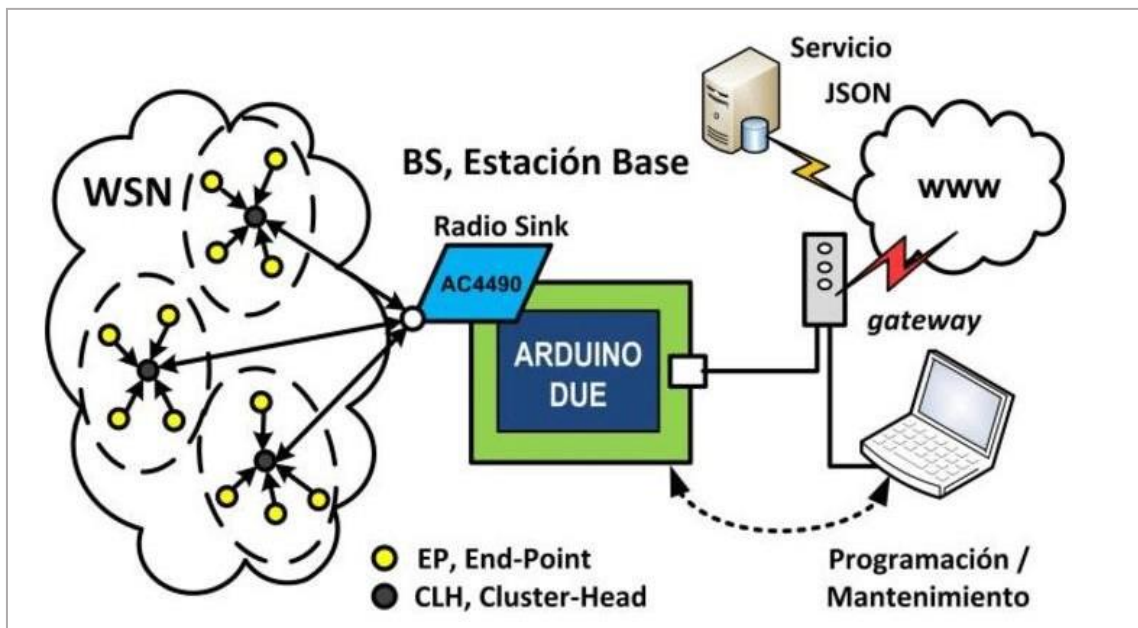 Servicio
JSON
WSN
BS, Estación Base
www
Radio Sink
AC4490
gateway
ARDUINO
DUE
EP, End-Point
CLH, Cluster-Head
Programación /
Mantenimiento